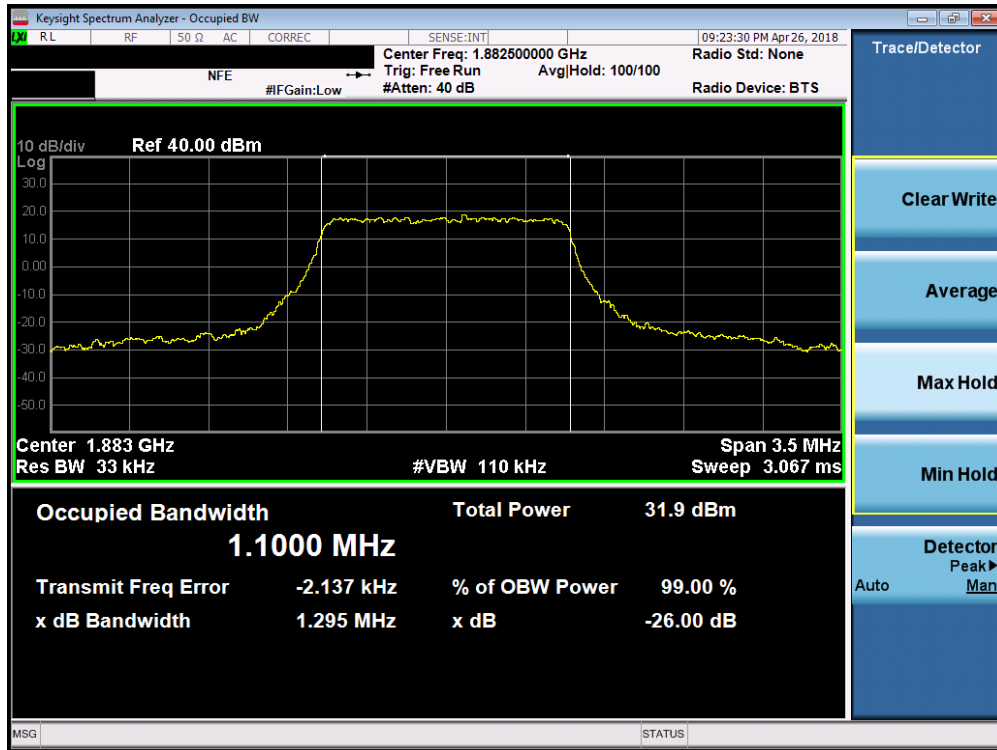 Keysight Spectrum Analyzer - Occupied BW
LXI RL RF 50 Ω AC CORREC SENSE:INT 09:23:30 PM Apr 26, 2018
NFE
#IFGain:Low
Center Freq: 1.882500000 GHz
Trig: Free Run Avg|Hold: 100/100
#Atten: 40 dB
Radio Std: None
Radio Device: BTS
10 dB/div Ref 40.00 dBm
Log
30.0
20.0
10.0
0.00
-10.0
-20.0
-30.0
-40.0
-50.0
Center 1.883 GHz Span 3.5 MHz
Res BW 33 kHz #VBW 110 kHz Sweep 3.067 ms
Occupied Bandwidth Total Power 31.9 dBm
1.1000 MHz
Transmit Freq Error -2.137 kHz % of OBW Power 99.00 %
x dB Bandwidth 1.295 MHz x dB -26.00 dB
Trace/Detector
Clear Write
Average
Max Hold
Min Hold
Detector
Peak▶
Auto Man
MSG STATUS